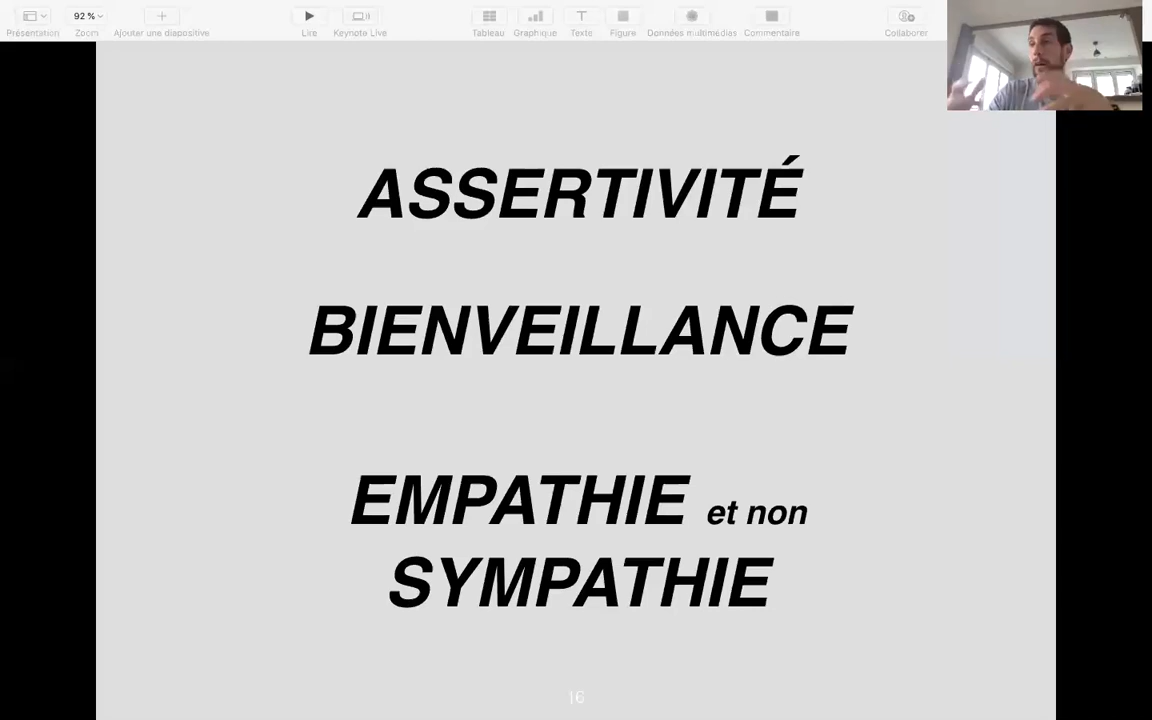 92 %
Présentation
Zoom
Ajouter une diapositive
Lire
Keynote Live
Tableau
Graphique
Texte
Figure
Données multimédias
Commentaire
Collaborer
ASSERTIVITÉ
BIENVEILLANCE
EMPATHIE et non
SYMPATHIE
16